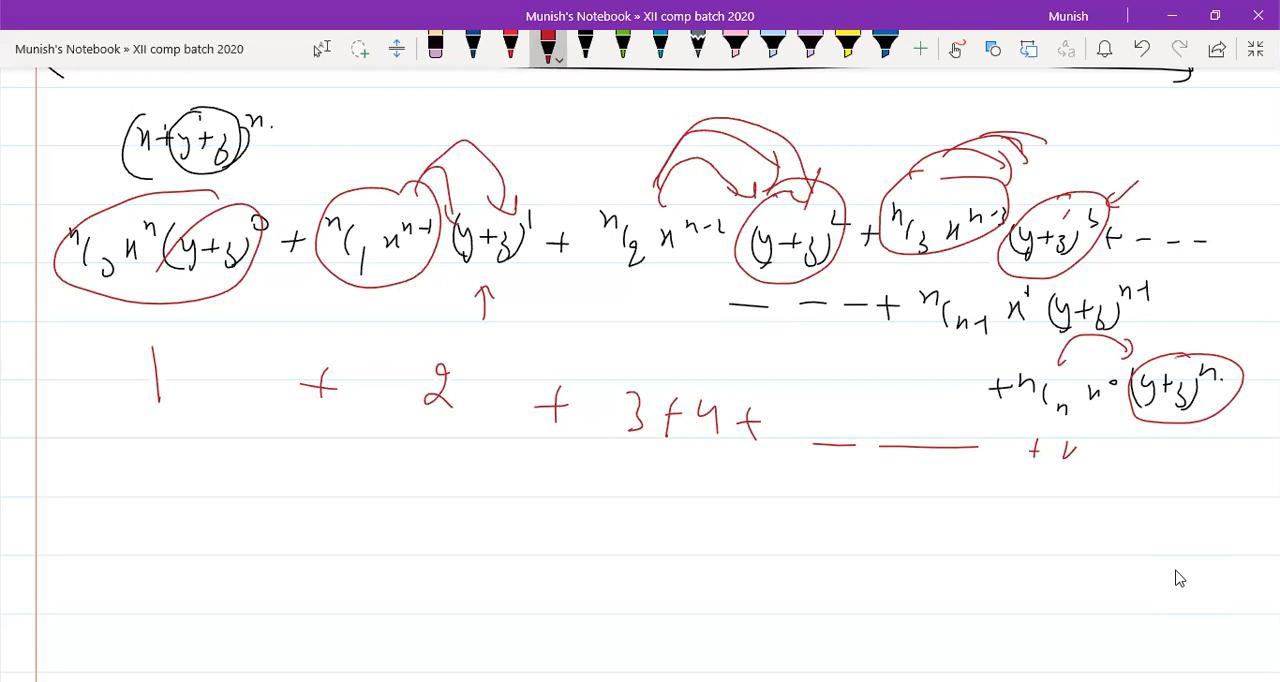 Munish's Notebook » XII comp batch 2020
Munish
Munish's Notebook » XII comp batch 2020
(x+y+z)ⁿ.
ⁿC₀ xⁿ (y+z)⁰ + ⁿC₁ xⁿ⁻¹ (y+z)¹ + ⁿC₂ xⁿ⁻² (y+z)² + ⁿC₃ xⁿ⁻³ (y+z)³ + - - -
— — — + ⁿCₙ₋₁ x¹ (y+z)ⁿ⁻¹
+ ⁿCₙ x⁰ (y+z)ⁿ.
1 + 2 + 3 + 4 + — —— +